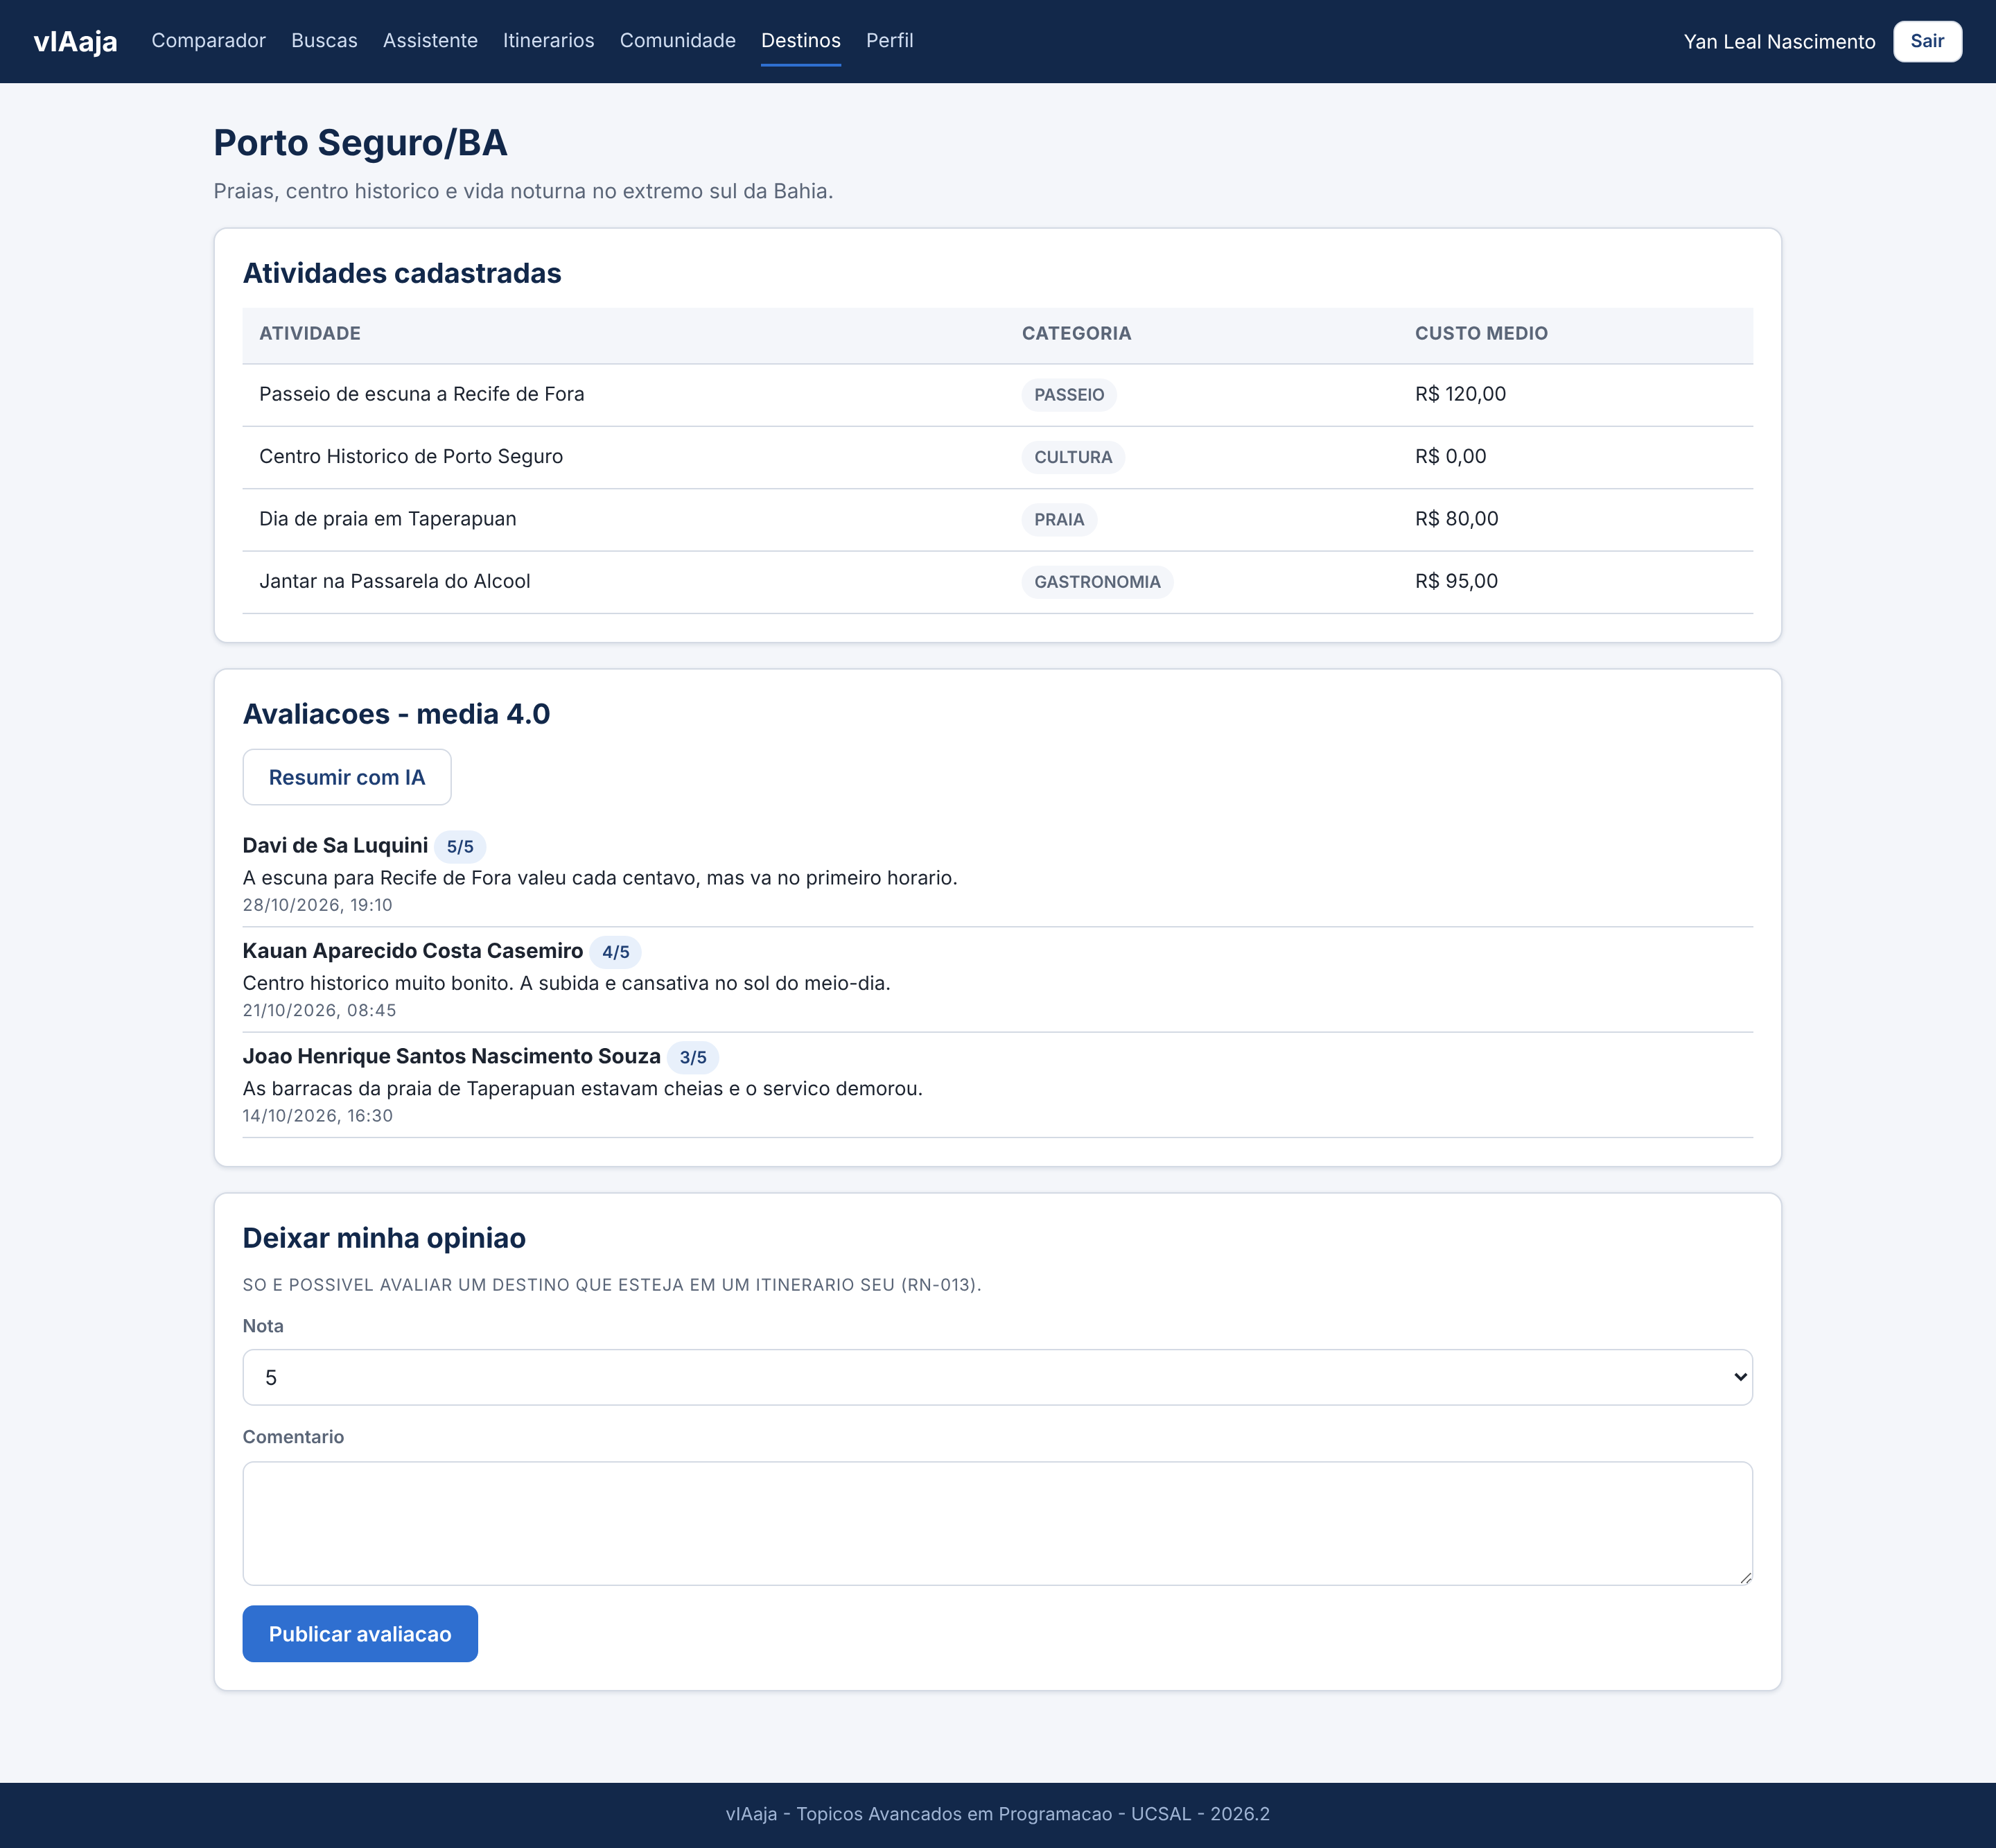 vIAaja Comparador Buscas Assistente Itinerarios Comunidade Destinos Perfil Yan Leal Nascimento Sair
Porto Seguro/BA
Praias, centro historico e vida noturna no extremo sul da Bahia.
Atividades cadastradas
ATIVIDADE CATEGORIA CUSTO MEDIO
Passeio de escuna a Recife de Fora PASSEIO R$ 120,00
Centro Historico de Porto Seguro CULTURA R$ 0,00
Dia de praia em Taperapuan PRAIA R$ 80,00
Jantar na Passarela do Alcool GASTRONOMIA R$ 95,00
Avaliacoes - media 4.0
Resumir com IA
Davi de Sa Luquini 5/5
A escuna para Recife de Fora valeu cada centavo, mas va no primeiro horario.
28/10/2026, 19:10
Kauan Aparecido Costa Casemiro 4/5
Centro historico muito bonito. A subida e cansativa no sol do meio-dia.
21/10/2026, 08:45
Joao Henrique Santos Nascimento Souza 3/5
As barracas da praia de Taperapuan estavam cheias e o servico demorou.
14/10/2026, 16:30
Deixar minha opiniao
SO E POSSIVEL AVALIAR UM DESTINO QUE ESTEJA EM UM ITINERARIO SEU (RN-013).
Nota
5
Comentario
Publicar avaliacao
vIAaja - Topicos Avancados em Programacao - UCSAL - 2026.2